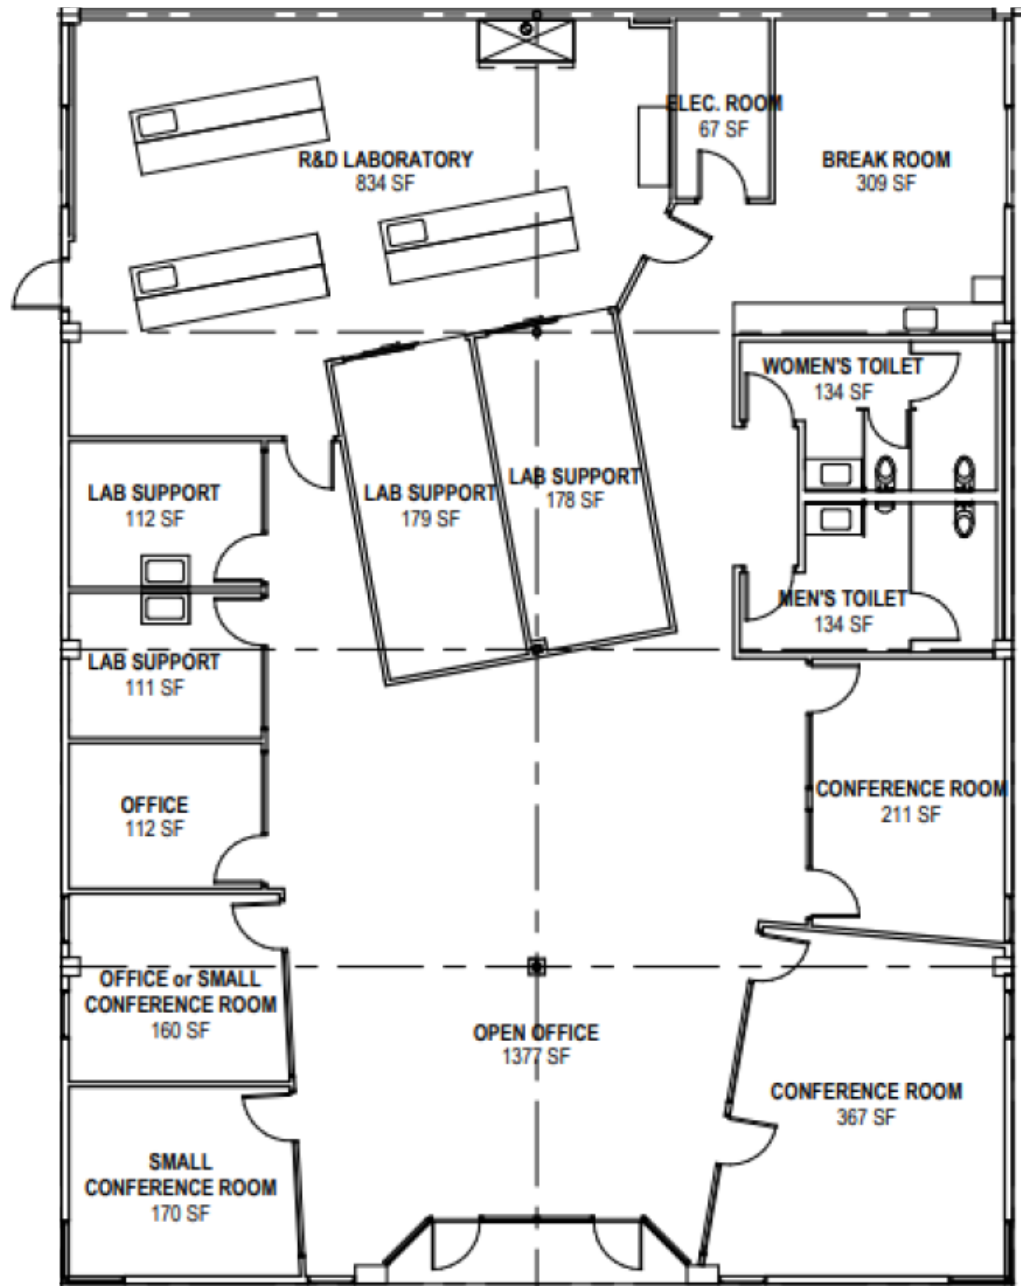 ELEC. ROOM
67 SF
R&D LABORATORY
834 SF
BREAK ROOM
309 SF
WOMEN'S TOILET
134 SF
LAB SUPPORT
112 SF
LAB SUPPORT
179 SF
LAB SUPPORT
178 SF
MEN'S TOILET
134 SF
LAB SUPPORT
111 SF
OFFICE
112 SF
CONFERENCE ROOM
211 SF
OFFICE or SMALL
CONFERENCE ROOM
160 SF
OPEN OFFICE
1377 SF
CONFERENCE ROOM
367 SF
SMALL
CONFERENCE ROOM
170 SF